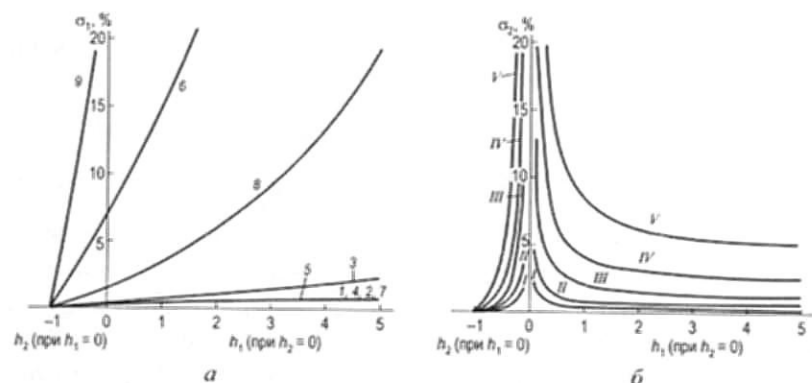 σ₁, %
20
15
10
5
9
6
8
3
5
1, 4, 2, 7
–1 0 1 2 3 4 5
h₂ (при h₁ = 0) h₁ (при h₂ = 0)
а
σ₂, %
20
15
10
5
V
IV
III
II
I
V
IV
III
II
–1 0 1 2 3 4 5
h₂ (при h₁ = 0) h₁ (при h₂ = 0)
б